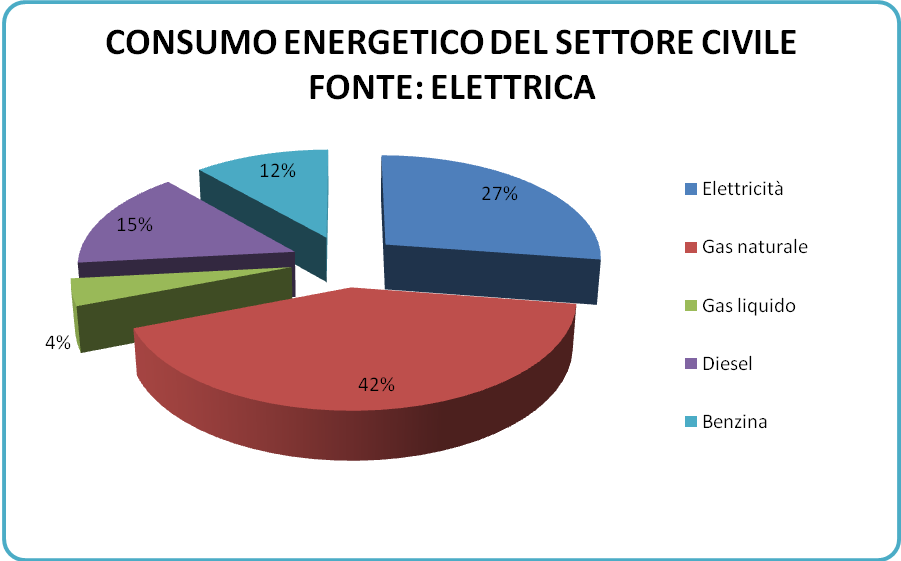 CONSUMO ENERGETICO DEL SETTORE CIVILE
FONTE: ELETTRICA
12%
27%
15%
4%
42%
Elettricità
Gas naturale
Gas liquido
Diesel
Benzina